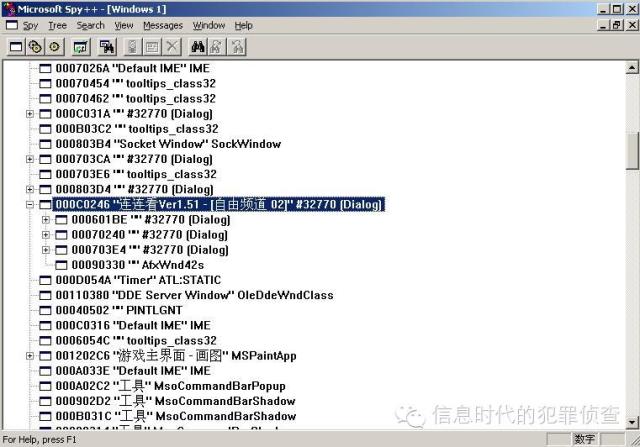 Microsoft Spy++ - [Windows 1]
Spy Tree Search View Messages Window Help
0007026A "Default IME" IME
00070454 "" tooltips_class32
00070462 "" tooltips_class32
000C031A "" #32770 (Dialog)
000B03C2 "" tooltips_class32
000803B4 "Socket Window" SockWindow
000703CA "" #32770 (Dialog)
000703E6 "" tooltips_class32
000803D4 "" #32770 (Dialog)
000C0246 "连连看Ver1.51 - [自由频道 02]" #32770 (Dialog)
000601BE "" #32770 (Dialog)
00070240 "" #32770 (Dialog)
000703E4 "" #32770 (Dialog)
00090330 "" AfxWnd42s
000D054A "Timer" ATL:STATIC
00110380 "DDE Server Window" OleDdeWndClass
00040502 "" PINTLGNT
000C0316 "Default IME" IME
0006054C "" tooltips_class32
001202C6 "游戏主界面 - 画图" MSPaintApp
000A033E "Default IME" IME
000A02C2 "工具" MsoCommandBarPopup
000902D2 "工具" MsoCommandBarShadow
000B031C "工具" MsoCommandBarShadow
信息时代的犯罪侦查
For Help, press F1
数字